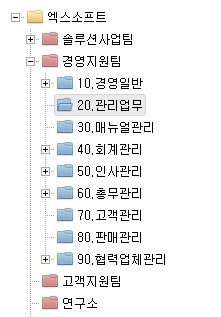 엑스소프트
솔루션사업팀
경영지원팀
10.경영일반
20.관리업무
30.매뉴얼관리
40.회계관리
50.인사관리
60.총무관리
70.고객관리
80.판매관리
90.협력업체관리
고객지원팀
연구소